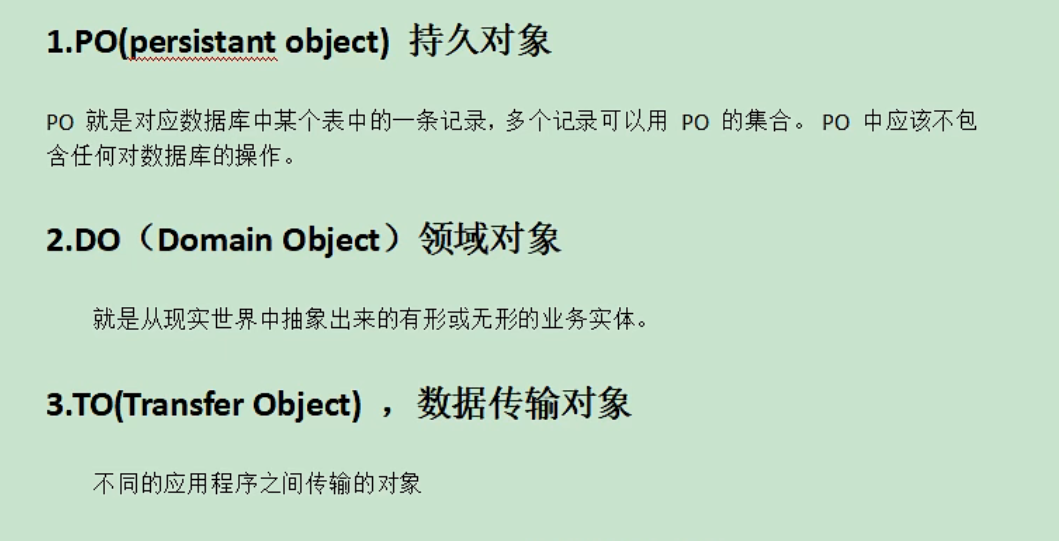 1.PO(persistant object) 持久对象
PO 就是对应数据库中某个表中的一条记录,多个记录可以用 PO 的集合。 PO 中应该不包
含任何对数据库的操作。
2.DO（Domain Object）领域对象
就是从现实世界中抽象出来的有形或无形的业务实体。
3.TO(Transfer Object) ，数据传输对象
不同的应用程序之间传输的对象